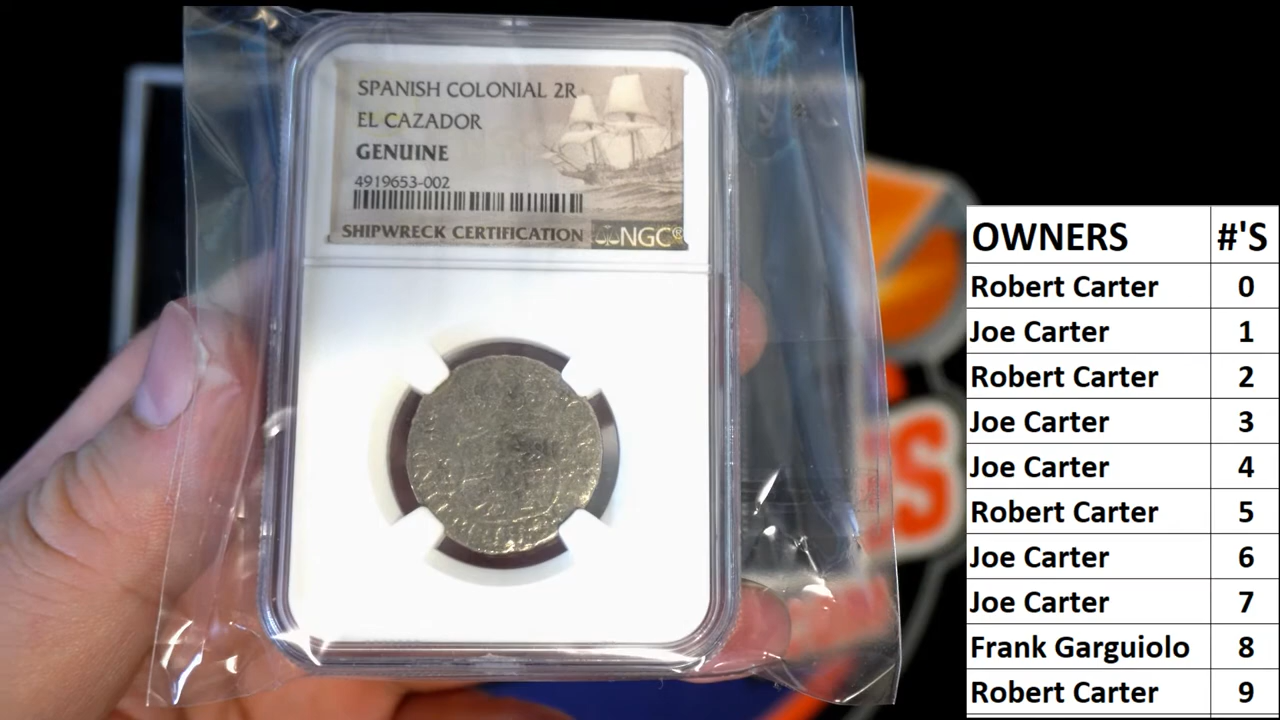 SPANISH COLONIAL 2R
EL CAZADOR
GENUINE
4919653-002
SHIPWRECK CERTIFICATION NGC®
OWNERS #'S
Robert Carter 0
Joe Carter 1
Robert Carter 2
Joe Carter 3
Joe Carter 4
Robert Carter 5
Joe Carter 6
Joe Carter 7
Frank Garguiolo 8
Robert Carter 9